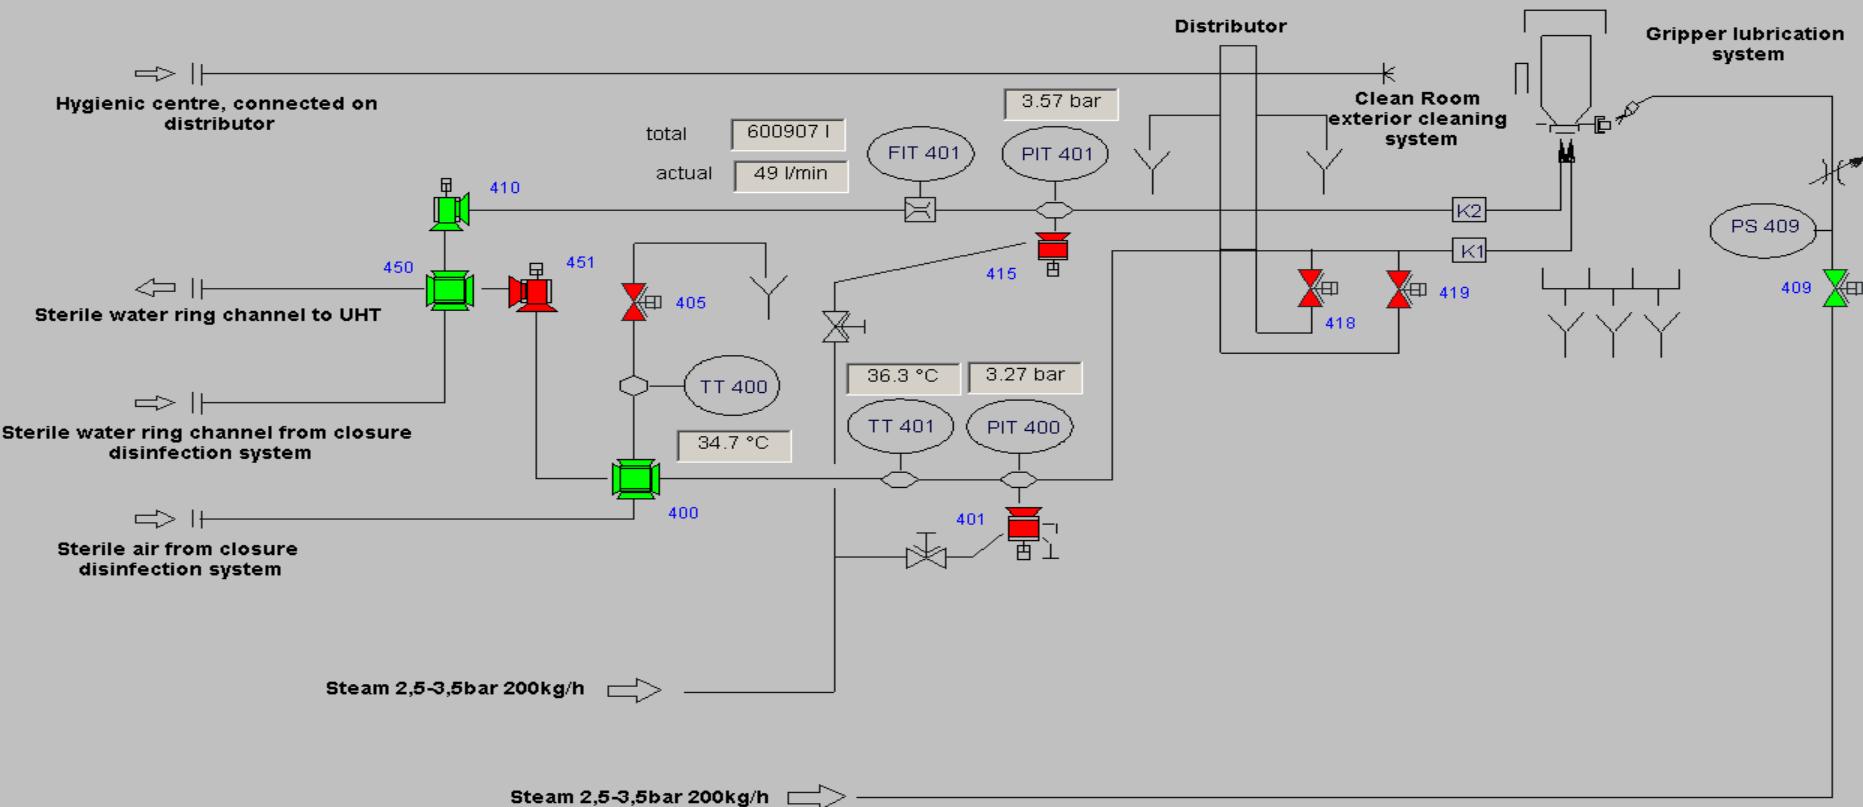 Distributor
Gripper lubrication
system
Hygienic centre, connected on
distributor
Clean Room
exterior cleaning
system
3.57 bar
total
600907 l
FIT 401
PIT 401
actual
49 l/min
410
K2
PS 409
K1
450
451
415
Sterile water ring channel to UHT
405
418
419
409
36.3 °C
3.27 bar
TT 400
Sterile water ring channel from closure
disinfection system
34.7 °C
TT 401
PIT 400
400
401
Sterile air from closure
disinfection system
Steam 2,5-3,5bar 200kg/h
Steam 2,5-3,5bar 200kg/h